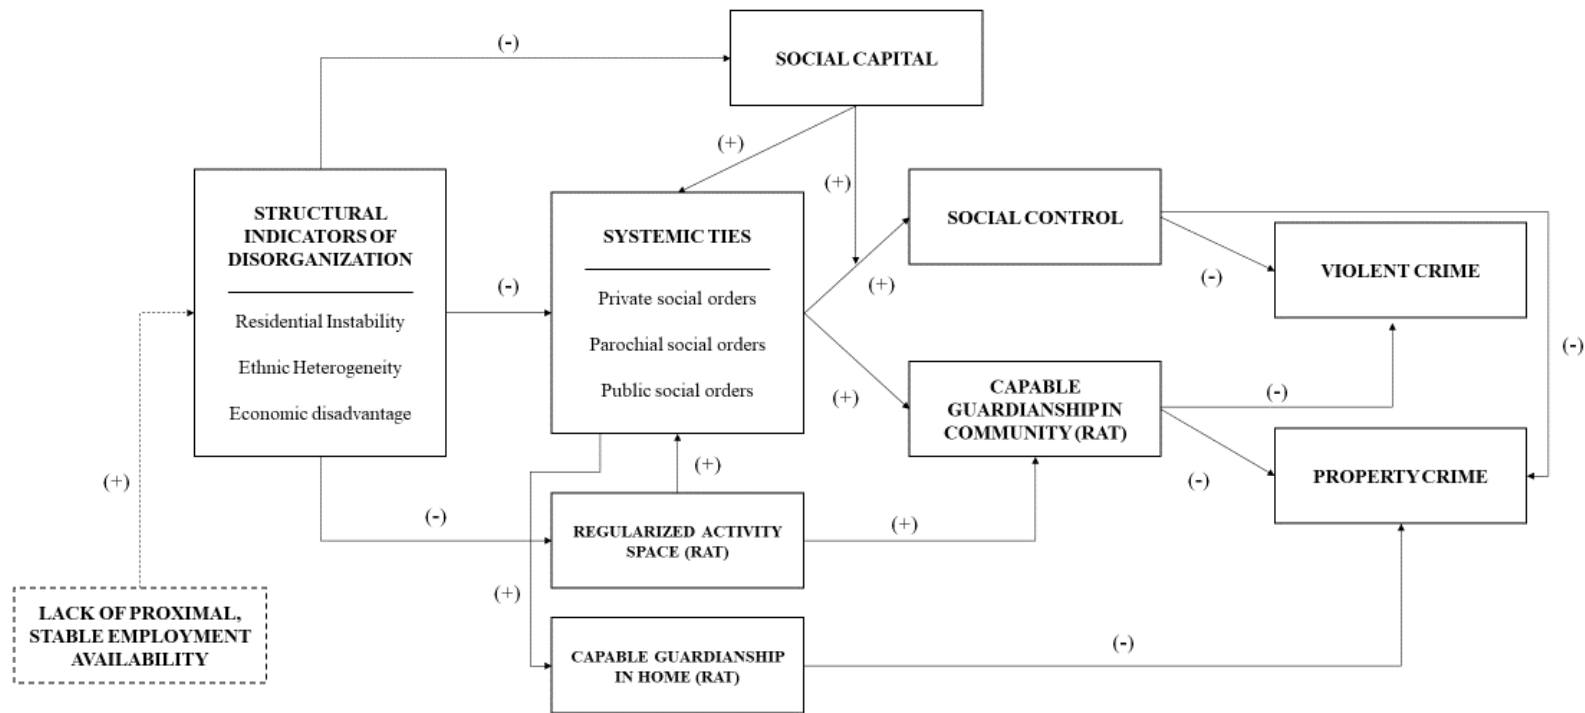 (-)
SOCIAL CAPITAL
(+)
(+)
STRUCTURAL
INDICATORS OF
DISORGANIZATION
Residential Instability
Ethnic Heterogeneity
Economic disadvantage
(-)
SYSTEMIC TIES
Private social orders
Parochial social orders
Public social orders
(+)
(+)
SOCIAL CONTROL
(-)
VIOLENT CRIME
(-)
CAPABLE
GUARDIANSHIP IN
COMMUNITY (RAT)
(-)
(-)
PROPERTY CRIME
(+)
(-)
(+)
REGULARIZED ACTIVITY
SPACE (RAT)
(+)
(+)
LACK OF PROXIMAL,
STABLE EMPLOYMENT
AVAILABILITY
CAPABLE GUARDIANSHIP
IN HOME (RAT)
(-)